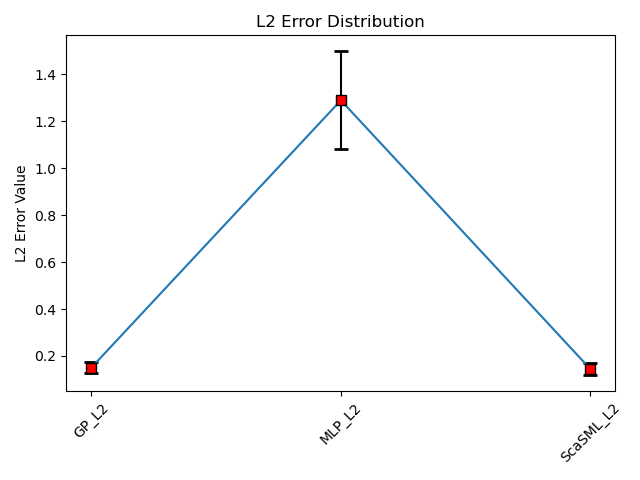 L2 Error Distribution
L2 Error Value
1.4
1.2
1.0
0.8
0.6
0.4
0.2
GP_L2
MLP_L2
ScaSML_L2